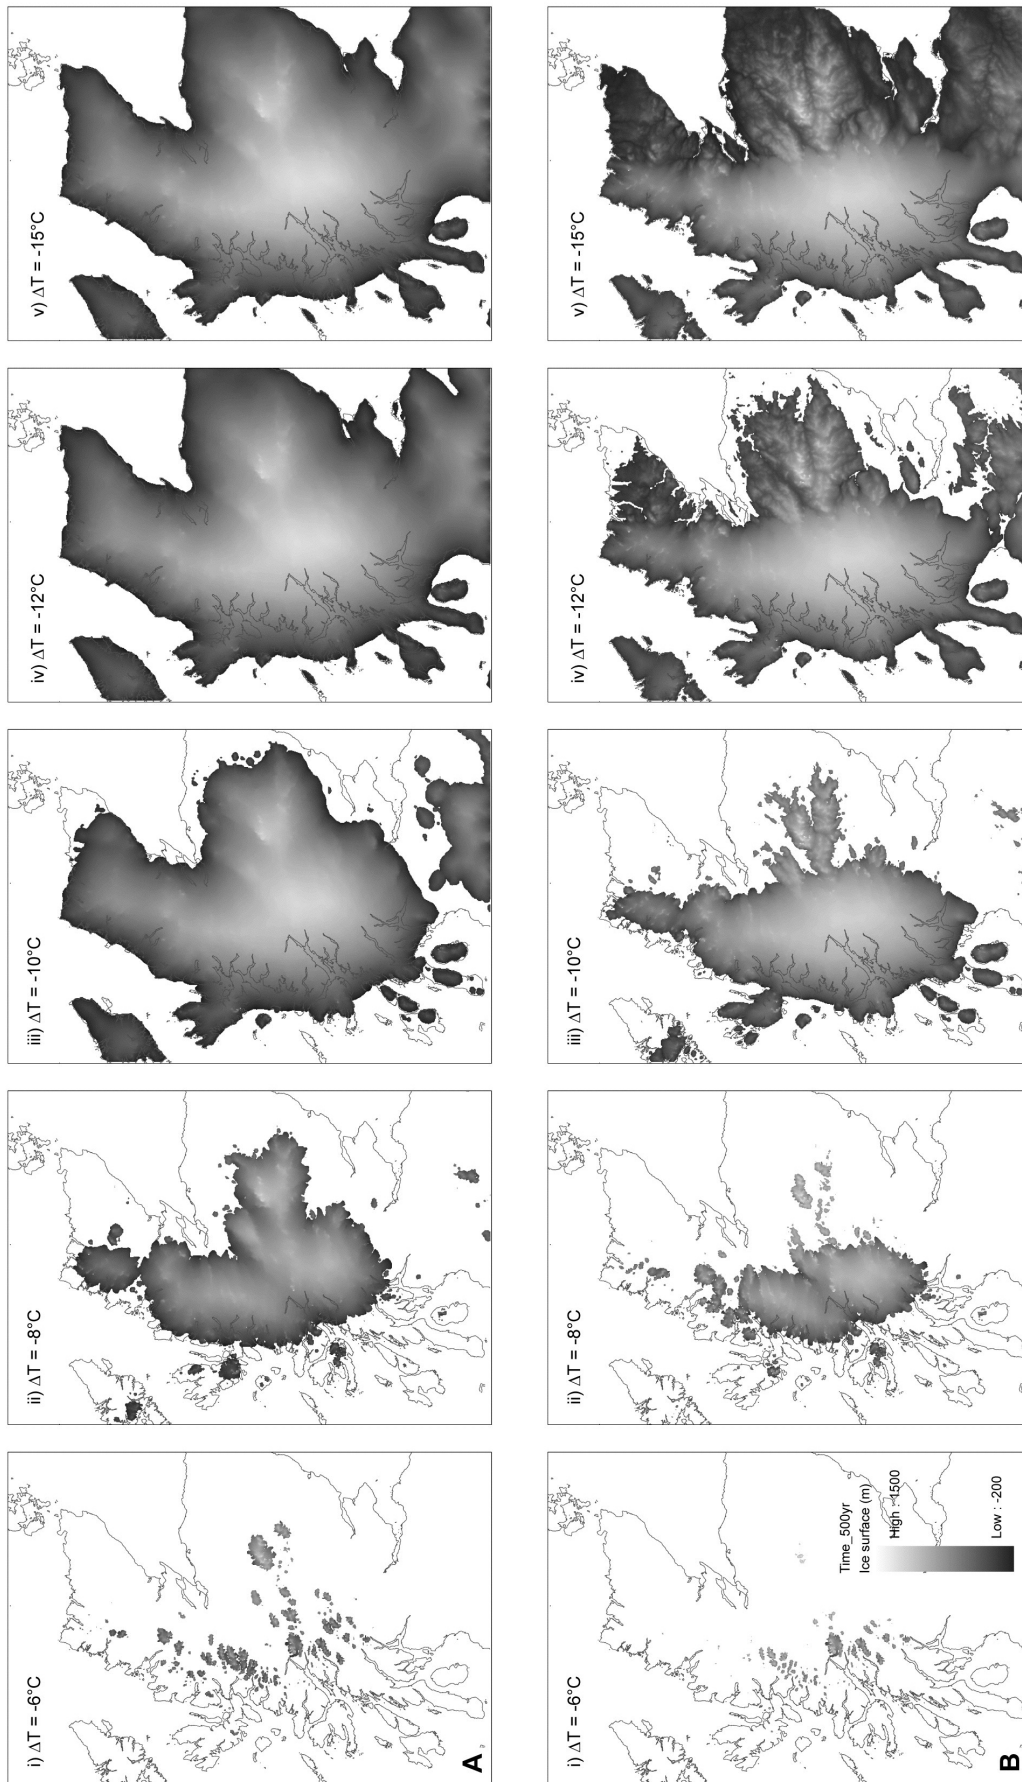 i) ΔT = -6°C
ii) ΔT = -8°C
iii) ΔT = -10°C
iv) ΔT = -12°C
v) ΔT = -15°C
A
i) ΔT = -6°C
ii) ΔT = -8°C
iii) ΔT = -10°C
iv) ΔT = -12°C
v) ΔT = -15°C
Time_500yr
Ice surface (m)
High : 1500
Low : -200
B